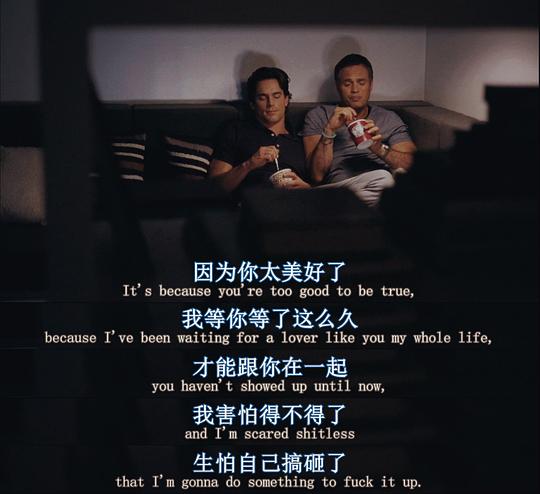 因为你太美好了
It's because you're too good to be true,
我等你等了这么久
because I've been waiting for a lover like you my whole life,
才能跟你在一起
you haven't showed up until now,
我害怕得不得了
and I'm scared shitless
生怕自己搞砸了
that I'm gonna do something to fuck it up.